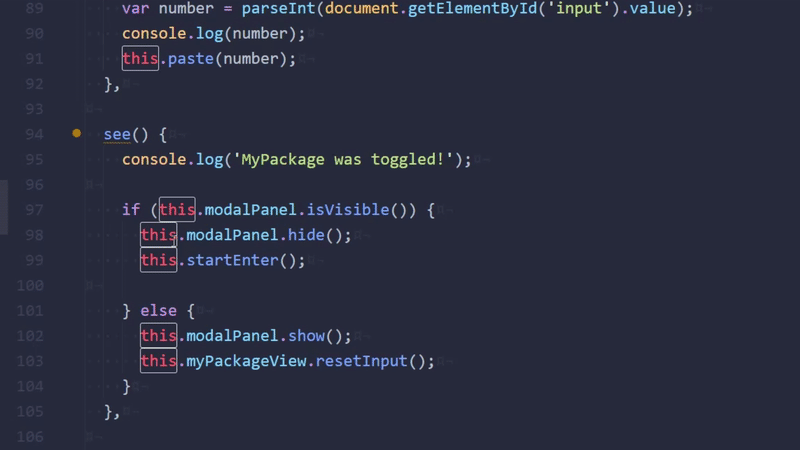 89 var number = parseInt(document.getElementById('input').value);
90 console.log(number);
91 this.paste(number);
92 },
93
94 see() {
95 console.log('MyPackage was toggled!');
96
97 if (this.modalPanel.isVisible()) {
98 this.modalPanel.hide();
99 this.startEnter();
100
101 } else {
102 this.modalPanel.show();
103 this.myPackageView.resetInput();
104 }
105 },
106